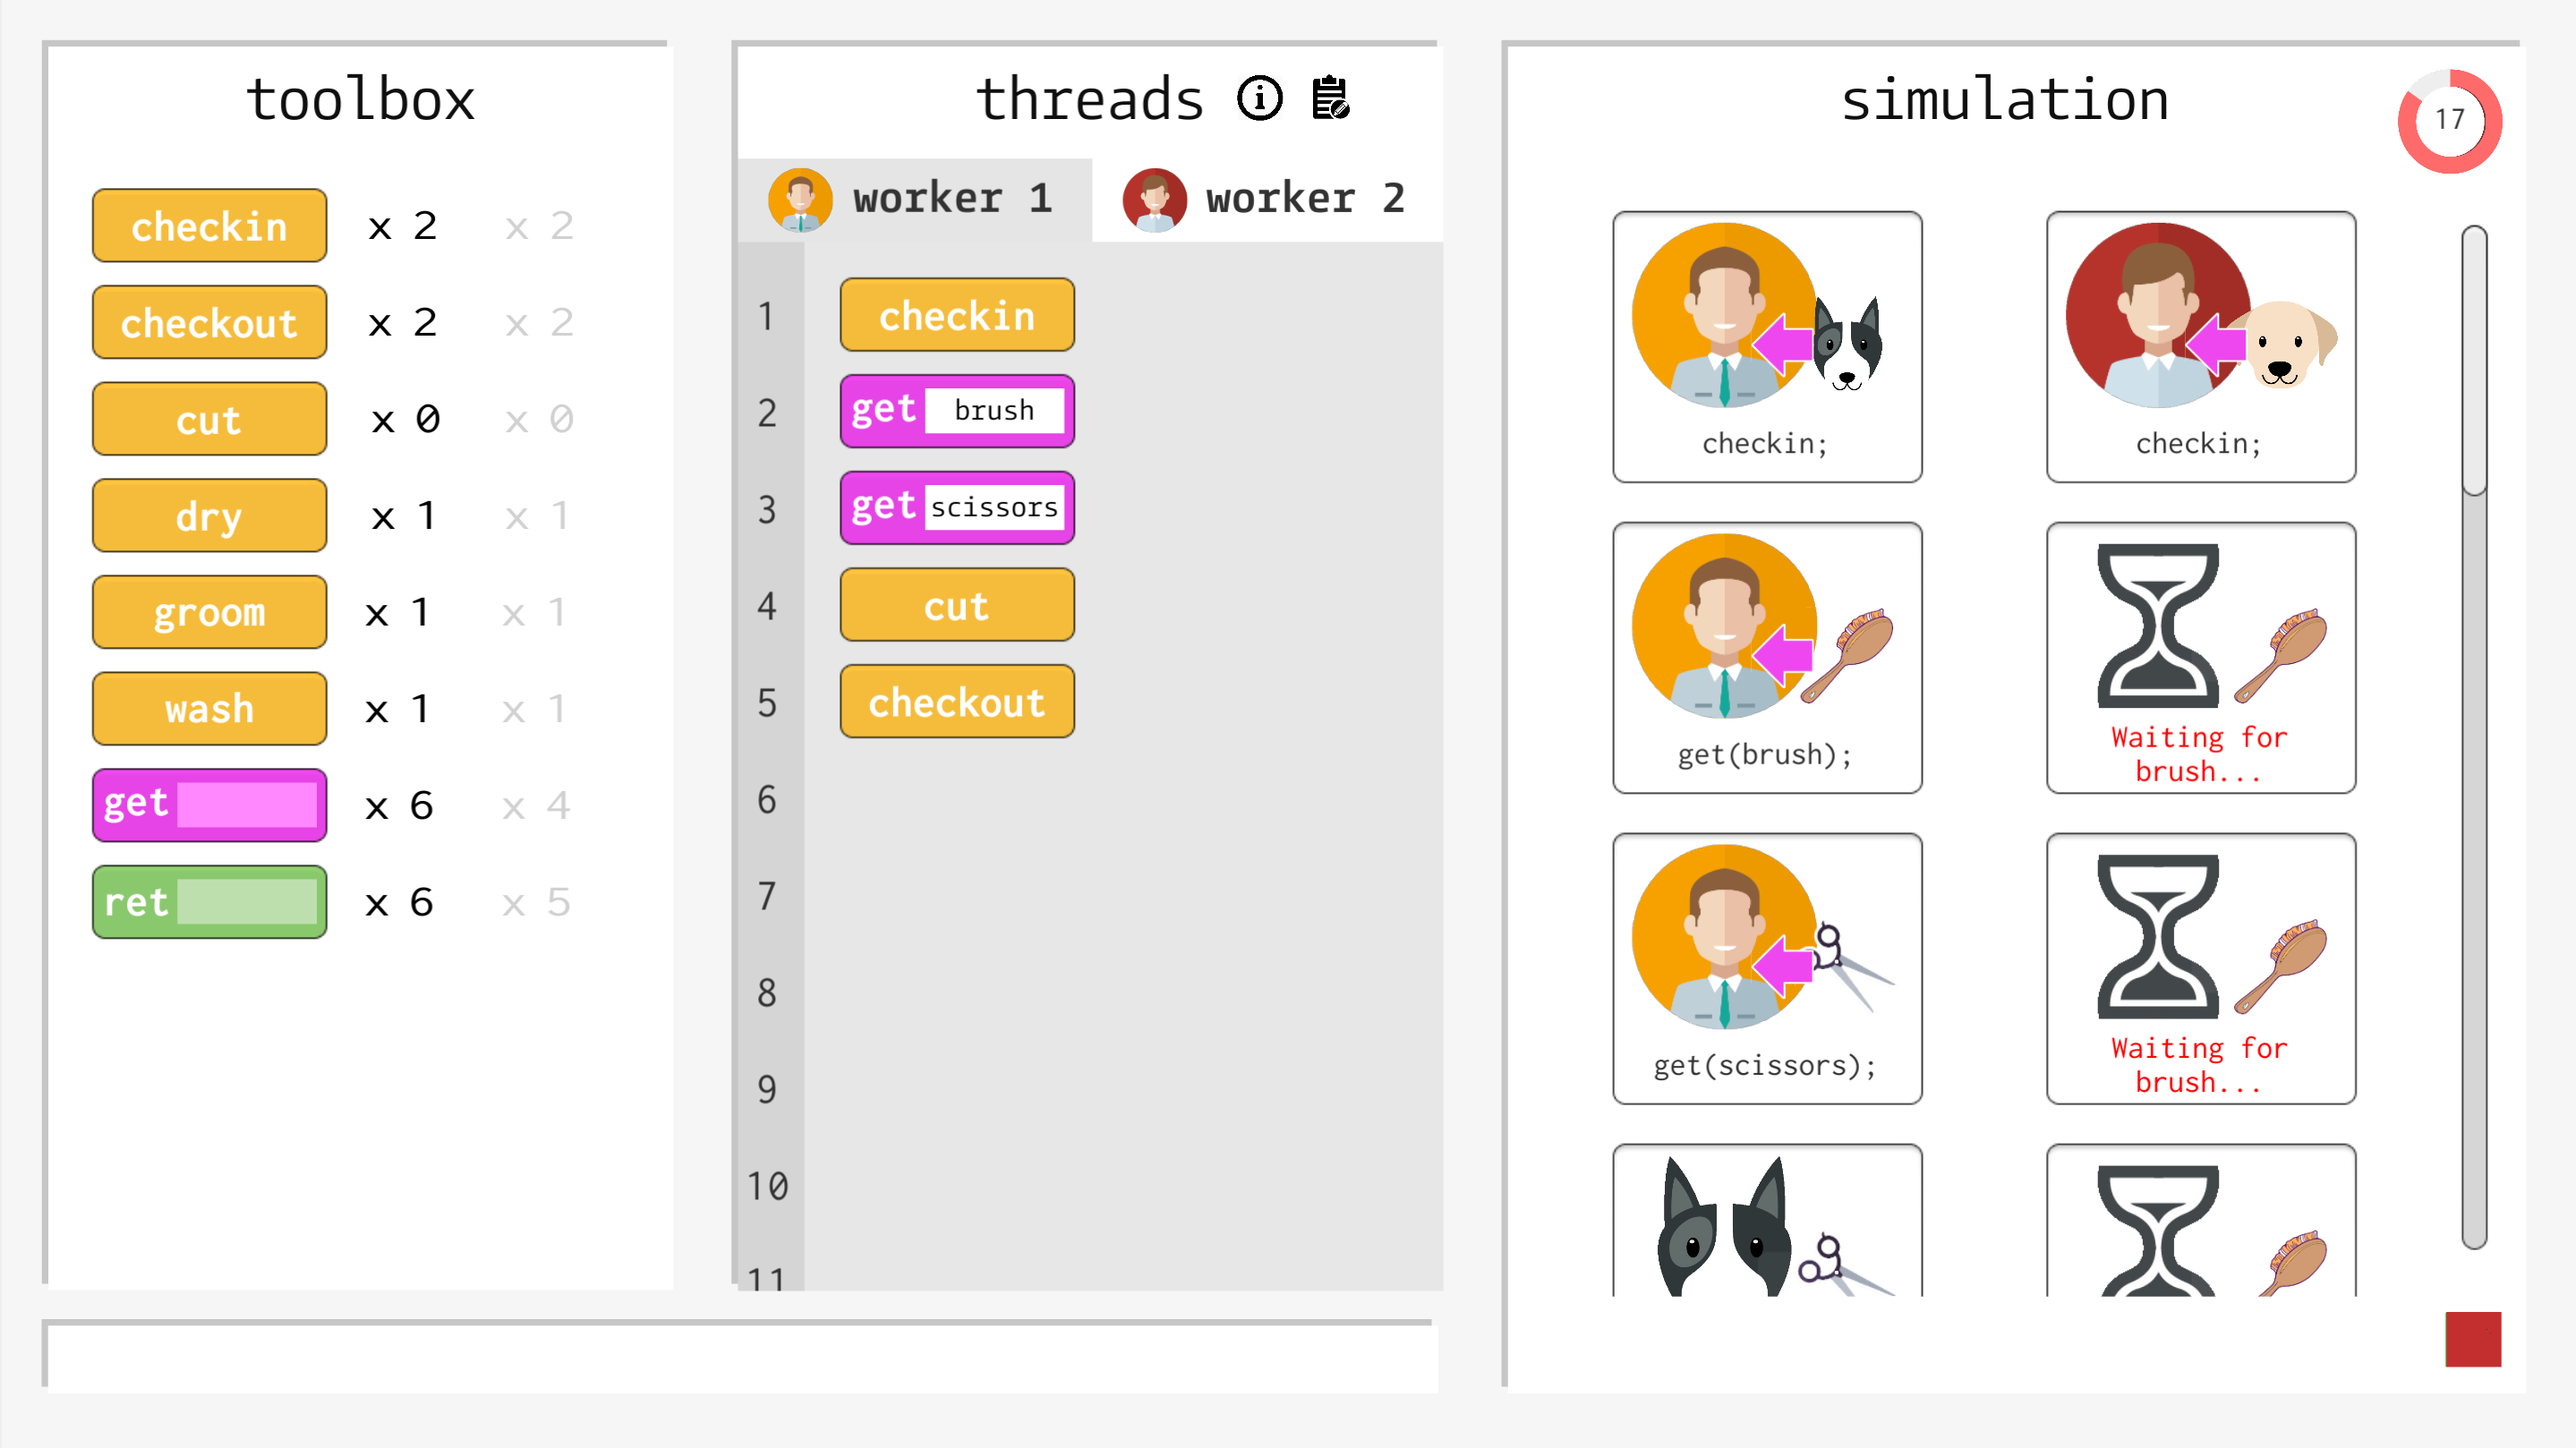 toolbox
checkin x 2 x 2
checkout x 2 x 2
cut x 0 x 0
dry x 1 x 1
groom x 1 x 1
wash x 1 x 1
get x 6 x 4
ret x 6 x 5
threads
worker 1 worker 2
1 checkin
2 get brush
3 get scissors
4 cut
5 checkout
6
7
8
9
10
11
simulation
17
checkin; checkin;
get(brush); Waiting for
brush...
get(scissors); Waiting for
brush...